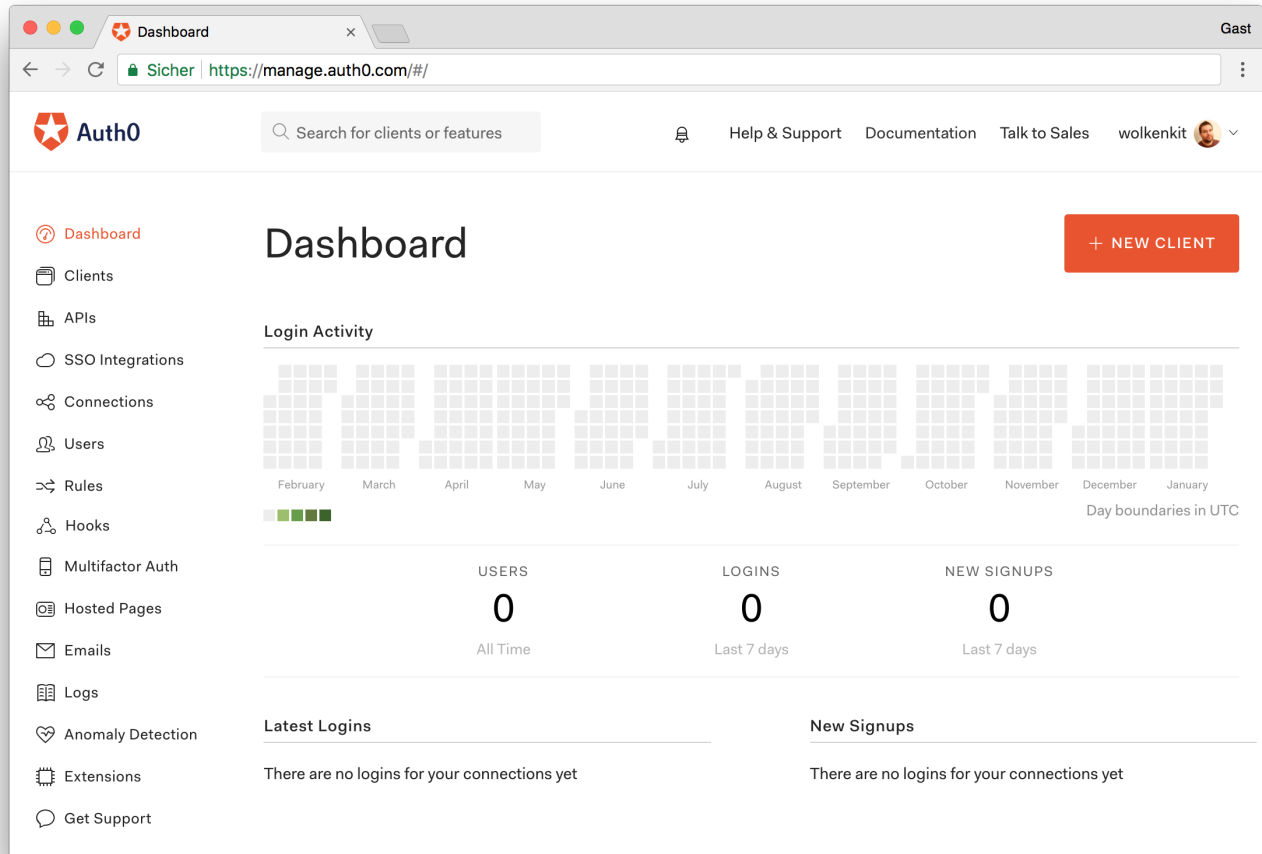 Dashboard
Gast
Sicher https://manage.auth0.com/#/
Auth0
Search for clients or features
Help & Support
Documentation
Talk to Sales
wolkenkit
Dashboard
Clients
APIs
SSO Integrations
Connections
Users
Rules
Hooks
Multifactor Auth
Hosted Pages
Emails
Logs
Anomaly Detection
Extensions
Get Support
Dashboard
+ NEW CLIENT
Login Activity
February March April May June July August September October November December January
Day boundaries in UTC
USERS
0
All Time
LOGINS
0
Last 7 days
NEW SIGNUPS
0
Last 7 days
Latest Logins
There are no logins for your connections yet
New Signups
There are no logins for your connections yet